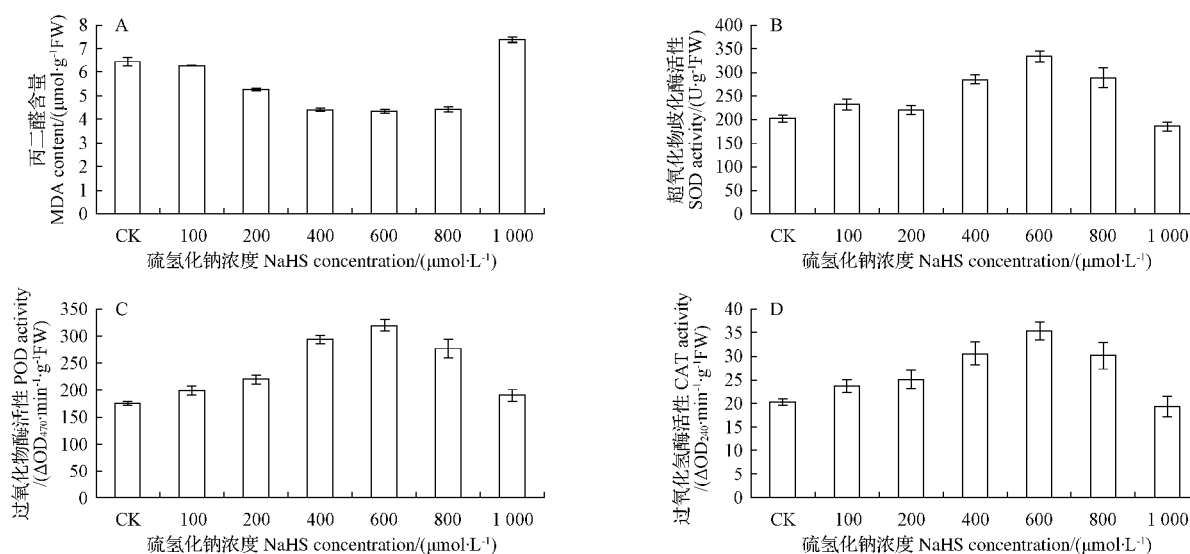 A
丙二醛含量
MDA content/(μmol·g⁻¹FW)
8
7
6
5
4
3
2
1
0
CK 100 200 400 600 800 1 000
硫氢化钠浓度 NaHS concentration/(μmol·L⁻¹)
B
超氧化物歧化酶活性
SOD activity/(U·g⁻¹FW)
400
350
300
250
200
150
100
50
0
CK 100 200 400 600 800 1 000
硫氢化钠浓度 NaHS concentration/(μmol·L⁻¹)
C
过氧化物酶活性 POD activity
/(ΔOD₄₇₀·min⁻¹·g⁻¹FW)
350
300
250
200
150
100
50
0
CK 100 200 400 600 800 1 000
硫氢化钠浓度 NaHS concentration/(μmol·L⁻¹)
D
过氧化氢酶活性 CAT activity
/(ΔOD₂₄₀·min⁻¹·g⁻¹FW)
40
35
30
25
20
15
10
5
0
CK 100 200 400 600 800 1 000
硫氢化钠浓度 NaHS concentration/(μmol·L⁻¹)